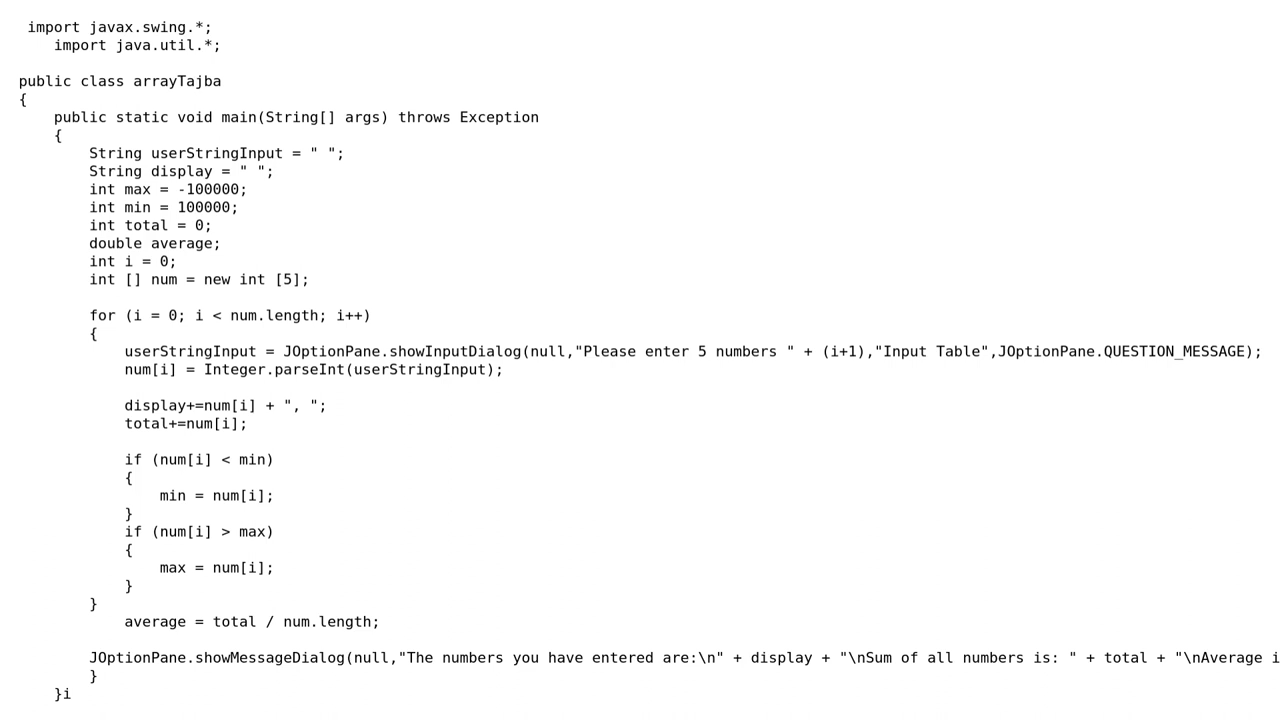 import javax.swing.*;
import java.util.*;
public class arrayTajba
{
public static void main(String[] args) throws Exception
{
String userStringInput = " ";
String display = " ";
int max = -100000;
int min = 100000;
int total = 0;
double average;
int i = 0;
int [] num = new int [5];
for (i = 0; i < num.length; i++)
{
userStringInput = JOptionPane.showInputDialog(null,"Please enter 5 numbers " + (i+1),"Input Table",JOptionPane.QUESTION_MESSAGE);
num[i] = Integer.parseInt(userStringInput);
display+=num[i] + ", ";
total+=num[i];
if (num[i] < min)
{
min = num[i];
}
if (num[i] > max)
{
max = num[i];
}
}
average = total / num.length;
JOptionPane.showMessageDialog(null,"The numbers you have entered are:\n" + display + "\nSum of all numbers is: " + total + "\nAverage i
}
}i